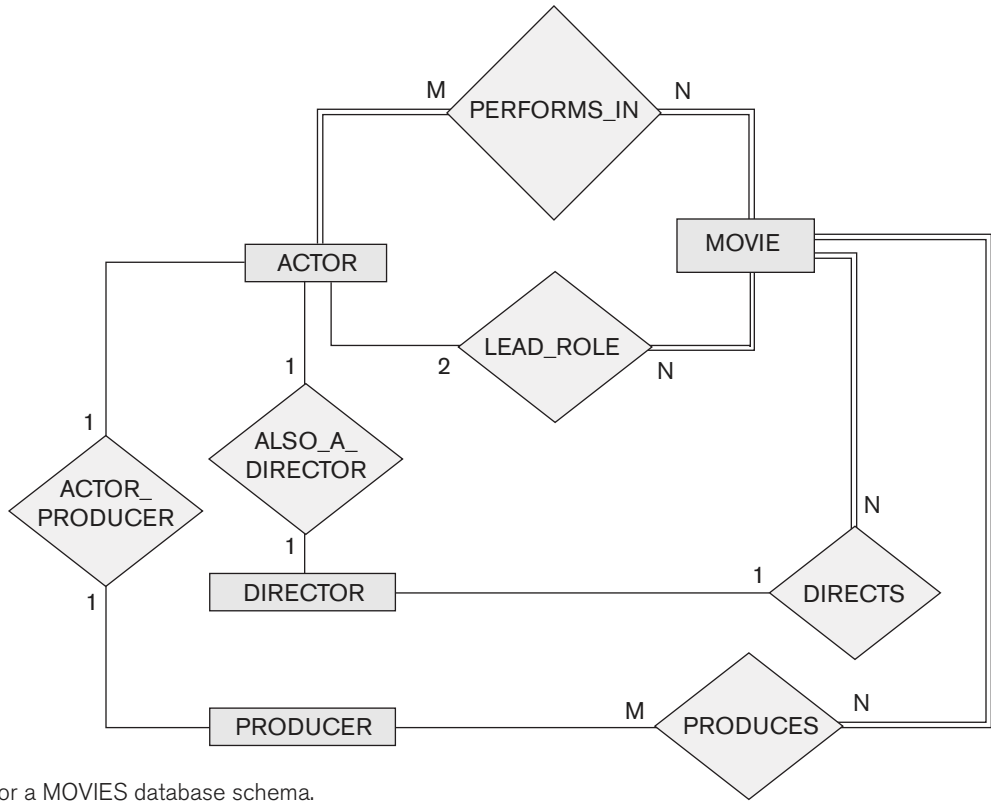 M
N
PERFORMS_IN
MOVIE
ACTOR
LEAD_ROLE
2
N
1
ALSO_A_
DIRECTOR
1
1
ACTOR_
PRODUCER
1
N
1
DIRECTOR
DIRECTS
M
N
PRODUCER
PRODUCES
or a MOVIES database schema.